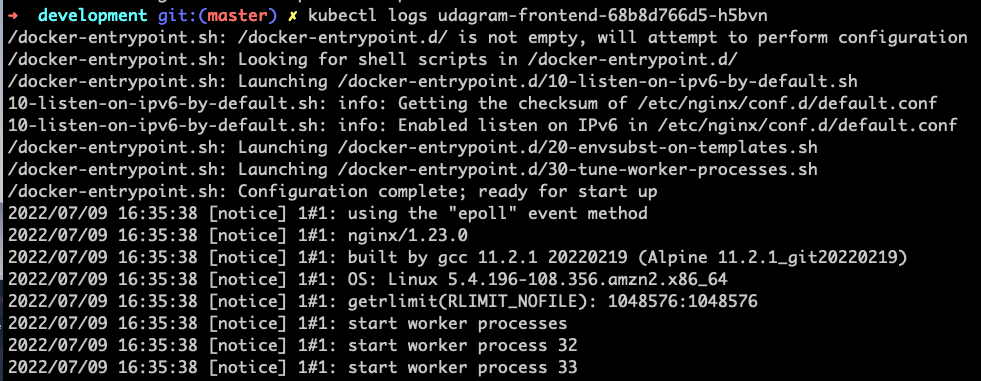 ➜ development git:(master) ✗ kubectl logs udagram-frontend-68b8d766d5-h5bvn
/docker-entrypoint.sh: /docker-entrypoint.d/ is not empty, will attempt to perform configuration
/docker-entrypoint.sh: Looking for shell scripts in /docker-entrypoint.d/
/docker-entrypoint.sh: Launching /docker-entrypoint.d/10-listen-on-ipv6-by-default.sh
10-listen-on-ipv6-by-default.sh: info: Getting the checksum of /etc/nginx/conf.d/default.conf
10-listen-on-ipv6-by-default.sh: info: Enabled listen on IPv6 in /etc/nginx/conf.d/default.conf
/docker-entrypoint.sh: Launching /docker-entrypoint.d/20-envsubst-on-templates.sh
/docker-entrypoint.sh: Launching /docker-entrypoint.d/30-tune-worker-processes.sh
/docker-entrypoint.sh: Configuration complete; ready for start up
2022/07/09 16:35:38 [notice] 1#1: using the "epoll" event method
2022/07/09 16:35:38 [notice] 1#1: nginx/1.23.0
2022/07/09 16:35:38 [notice] 1#1: built by gcc 11.2.1 20220219 (Alpine 11.2.1_git20220219)
2022/07/09 16:35:38 [notice] 1#1: OS: Linux 5.4.196-108.356.amzn2.x86_64
2022/07/09 16:35:38 [notice] 1#1: getrlimit(RLIMIT_NOFILE): 1048576:1048576
2022/07/09 16:35:38 [notice] 1#1: start worker processes
2022/07/09 16:35:38 [notice] 1#1: start worker process 32
2022/07/09 16:35:38 [notice] 1#1: start worker process 33